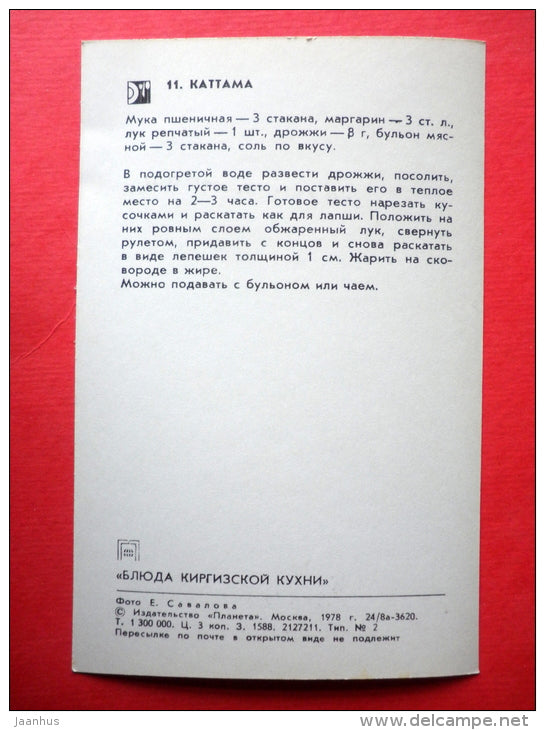 11. КАТТАМА
Мука пшеничная — 3 стакана, маргарин — 3 ст. л.,
лук репчатый — 1 шт., дрожжи — β г, бульон мяс-
ной — 3 стакана, соль по вкусу.
В подогретой воде развести дрожжи, посолить,
замесить густое тесто и поставить его в теплое
место на 2—3 часа. Готовое тесто нарезать ку-
сочками и раскатать как для лапши. Положить на
них ровным слоем обжаренный лук, свернуть
рулетом, придавить с концов и снова раскатать
в виде лепешек толщиной 1 см. Жарить на ско-
вороде в жире.
Можно подавать с бульоном или чаем.
«БЛЮДА КИРГИЗСКОЙ КУХНИ»
Фото Е. Савалова
© Издательство «Планета». Москва, 1978 г. 24/8а-3620.
Т. 1 300 000. Ц. 3 коп. З. 1588. 2127211. Тип. № 2
Пересылке по почте в открытом виде не подлежит
Jaanhus
delcampe.net